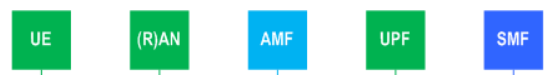 UE (R)AN AMF UPF SMF